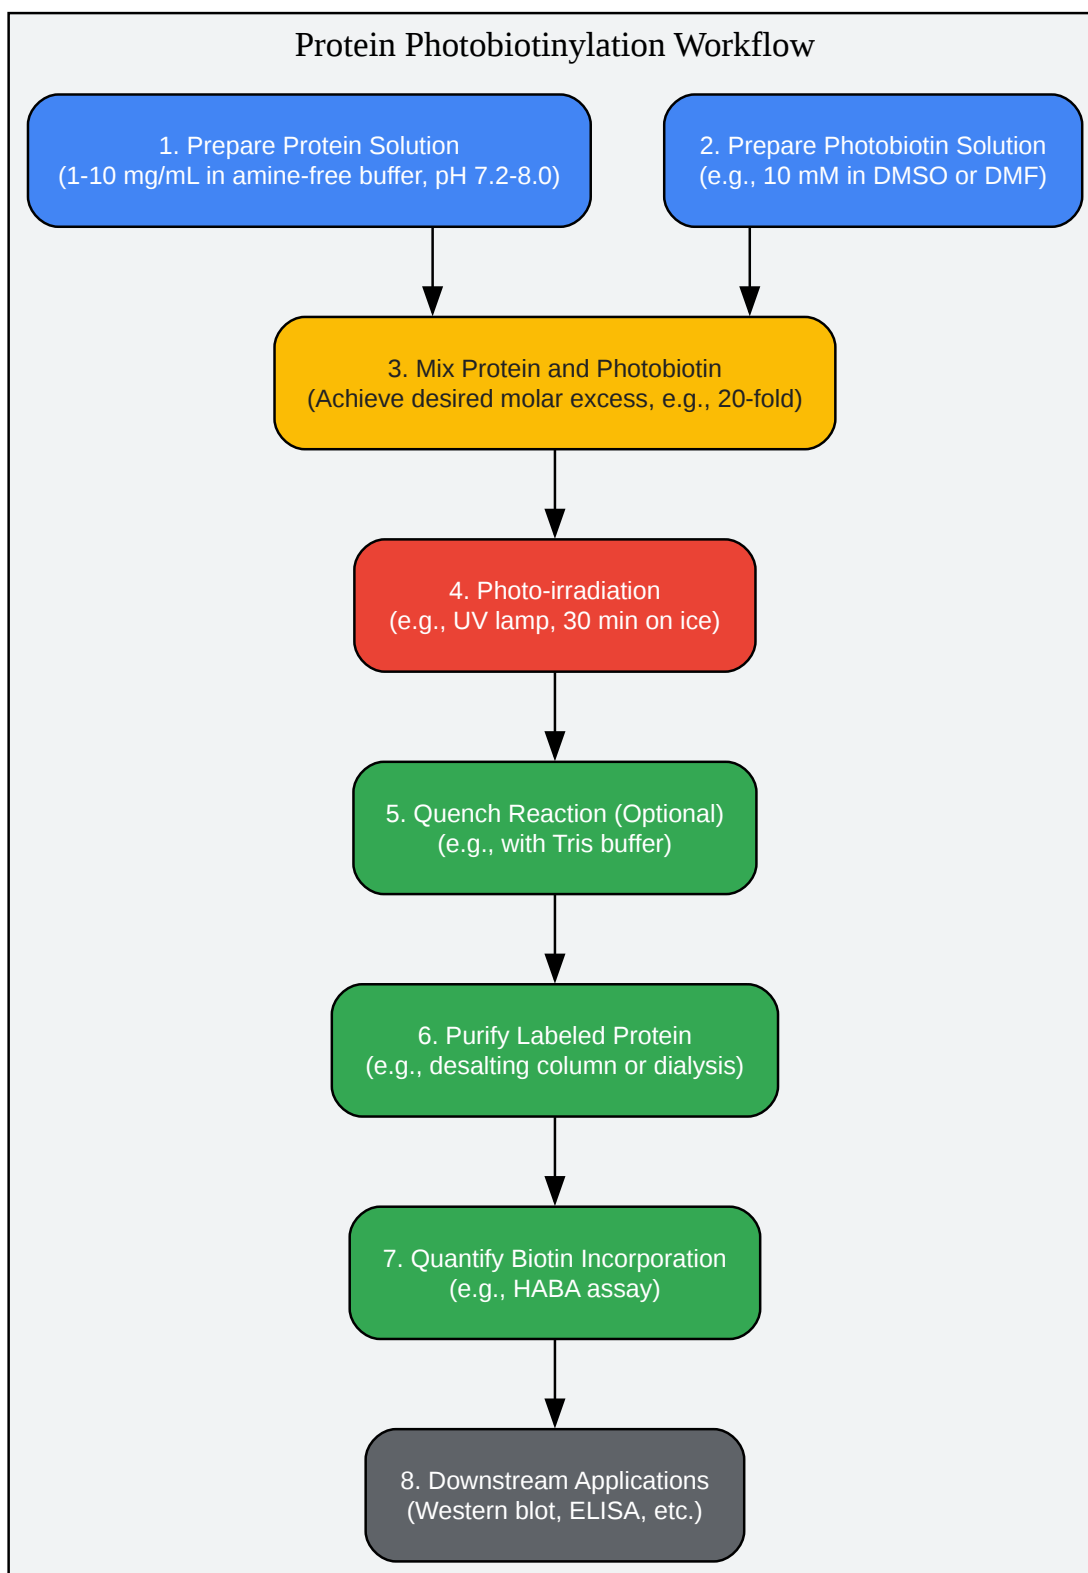 Protein Photobiotinylation Workflow
1. Prepare Protein Solution
(1-10 mg/mL in amine-free buffer, pH 7.2-8.0)
2. Prepare Photobiotin Solution
(e.g., 10 mM in DMSO or DMF)
3. Mix Protein and Photobiotin
(Achieve desired molar excess, e.g., 20-fold)
4. Photo-irradiation
(e.g., UV lamp, 30 min on ice)
5. Quench Reaction (Optional)
(e.g., with Tris buffer)
6. Purify Labeled Protein
(e.g., desalting column or dialysis)
7. Quantify Biotin Incorporation
(e.g., HABA assay)
8. Downstream Applications
(Western blot, ELISA, etc.)